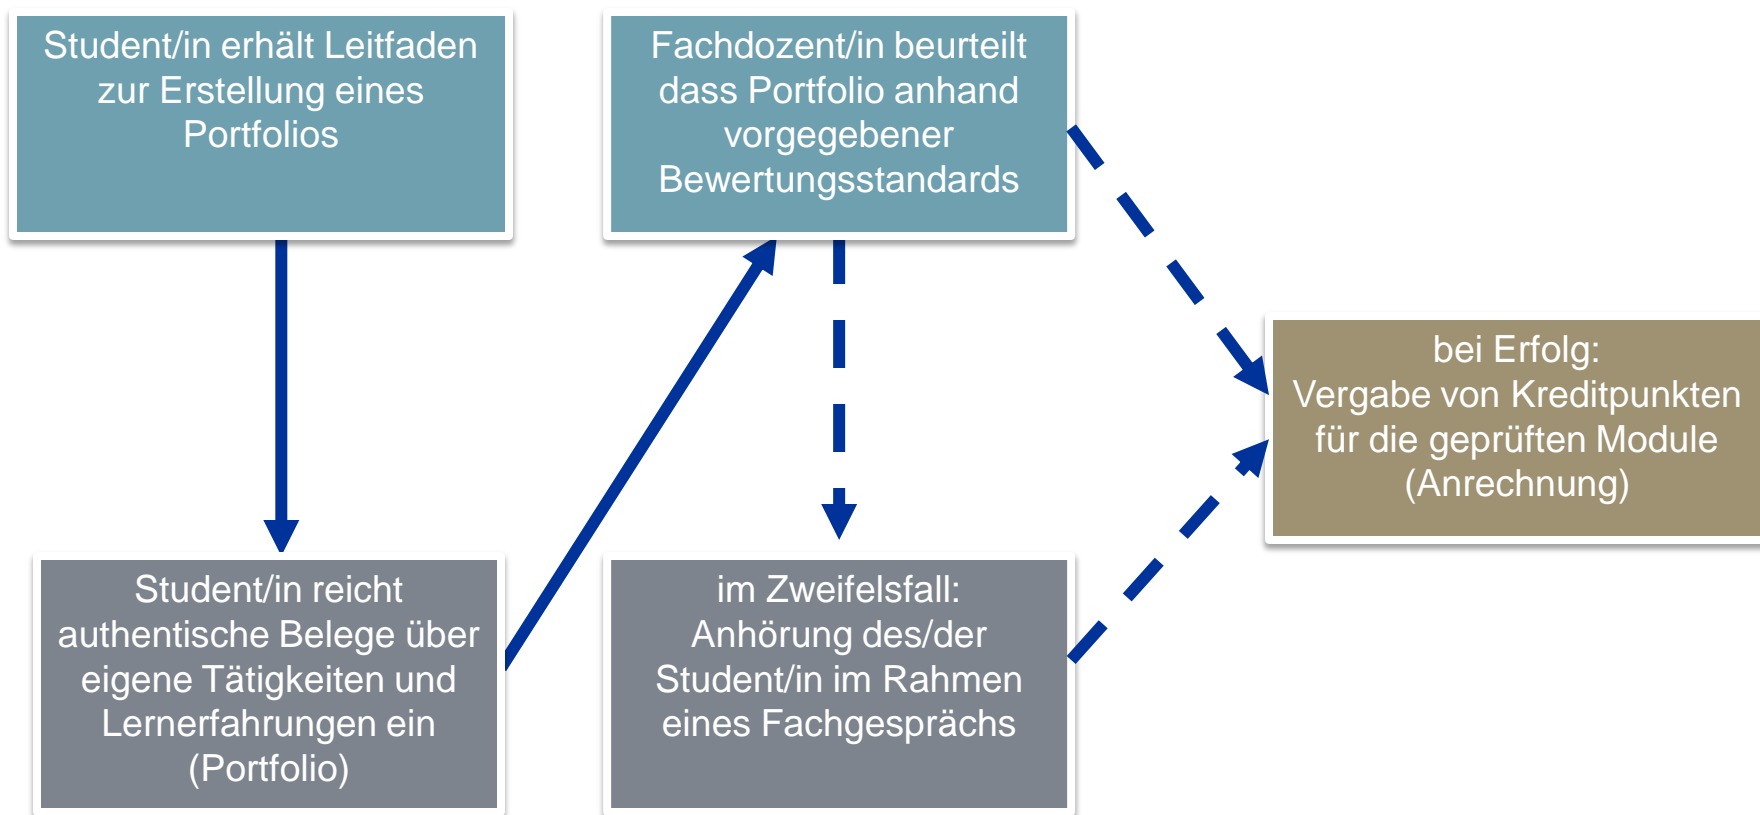 Student/in erhält Leitfaden
zur Erstellung eines
Portfolios
Student/in reicht
authentische Belege über
eigene Tätigkeiten und
Lernerfahrungen ein
(Portfolio)
Fachdozent/in beurteilt
dass Portfolio anhand
vorgegebener
Bewertungsstandards
im Zweifelsfall:
Anhörung des/der
Student/in im Rahmen
eines Fachgesprächs
bei Erfolg:
Vergabe von Kreditpunkten
für die geprüften Module
(Anrechnung)